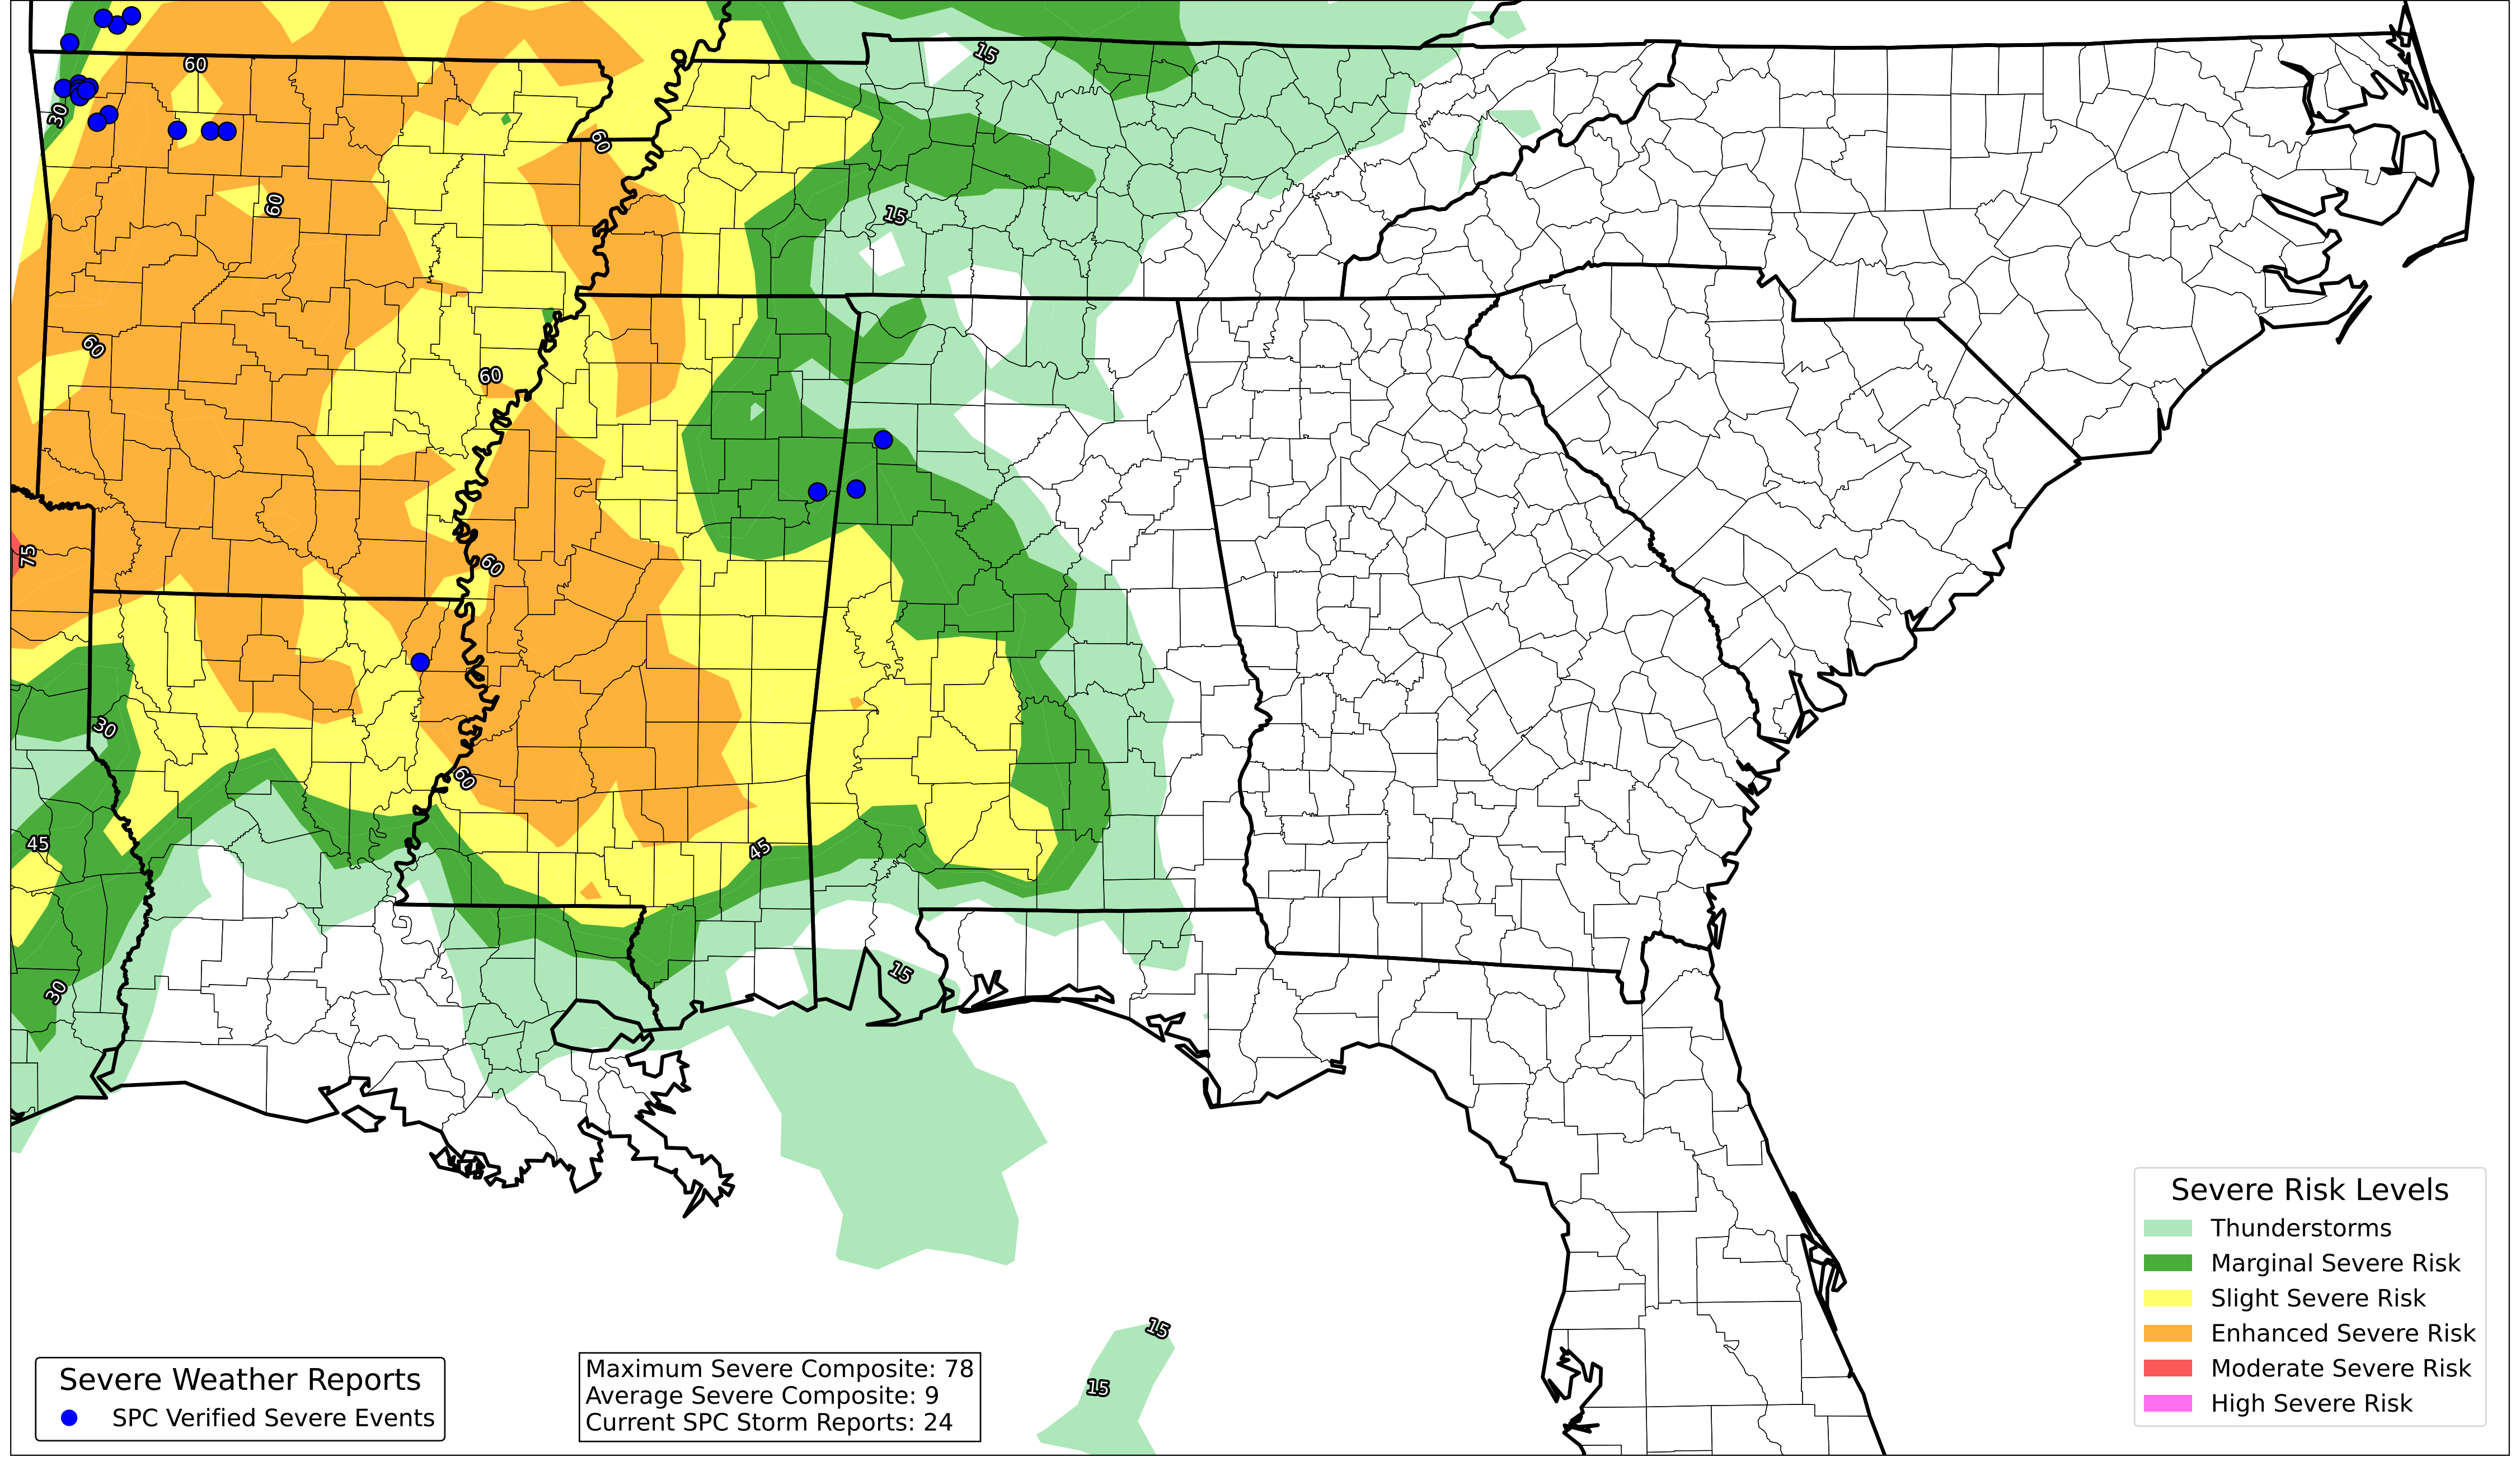 15
60
30
60
15
60
60
60
75
60
30
60
45
45
15
30
15
15
Severe Risk Levels
Thunderstorms
Marginal Severe Risk
Slight Severe Risk
Enhanced Severe Risk
Moderate Severe Risk
High Severe Risk
Severe Weather Reports
SPC Verified Severe Events
Maximum Severe Composite: 78
Average Severe Composite: 9
Current SPC Storm Reports: 24